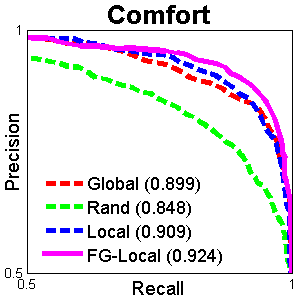 Comfort
1
Precision
Global (0.899)
Rand (0.848)
Local (0.909)
FG-Local (0.924)
0.5
0.5
Recall
1